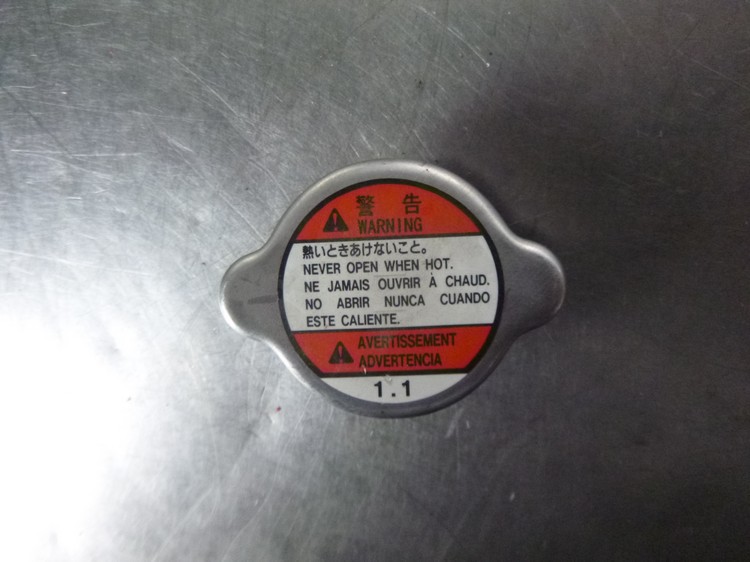 警告
WARNING
熱いときあけないこと。
NEVER OPEN WHEN HOT.
NE JAMAIS OUVRIR À CHAUD.
NO ABRIR NUNCA CUANDO
ESTE CALIENTE.
AVERTISSEMENT
ADVERTENCIA
1.1